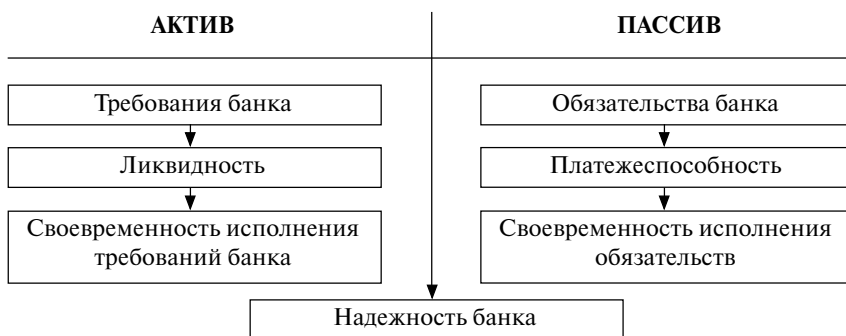 АКТИВ
ПАССИВ
Требования банка
Обязательства банка
Ликвидность
Платежеспособность
Своевременность исполнения
требований банка
Своевременность исполнения
обязательств
Надежность банка